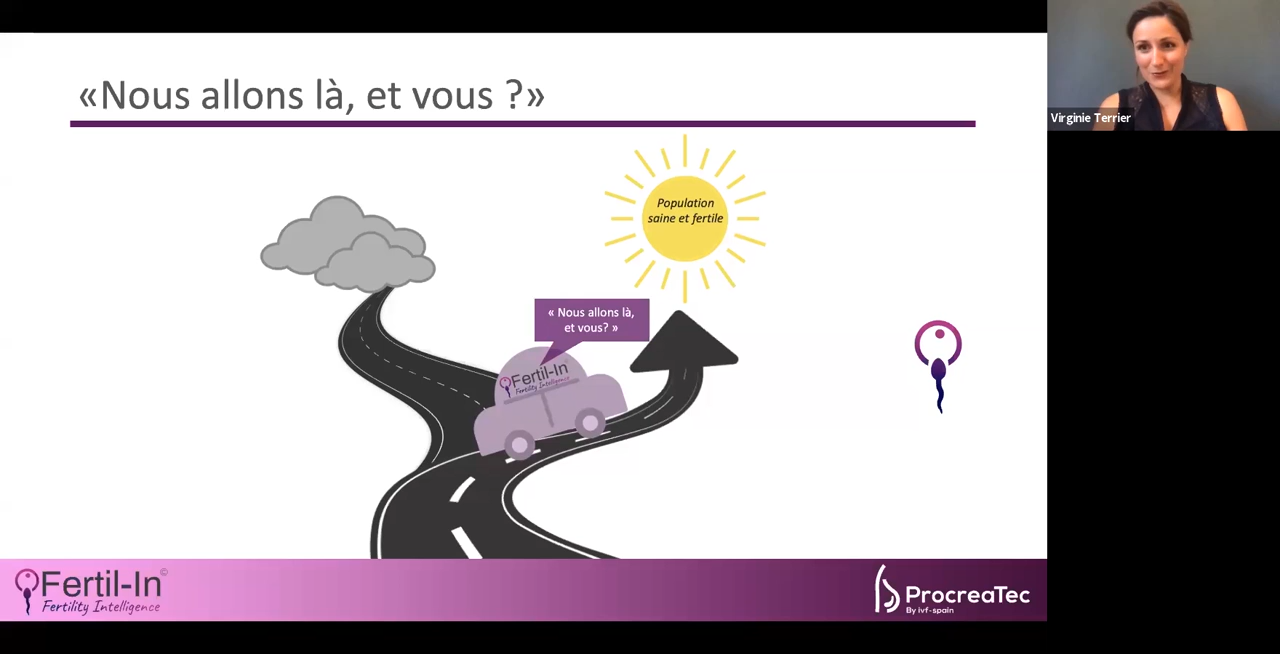 «Nous allons là, et vous ?»
Virginie Terrier
Population
saine et fertile
« Nous allons là,
et vous? »
Fertil-In
Fertility Intelligence
Fertil-In©
Fertility Intelligence
ProcreaTec
By ivf-spain